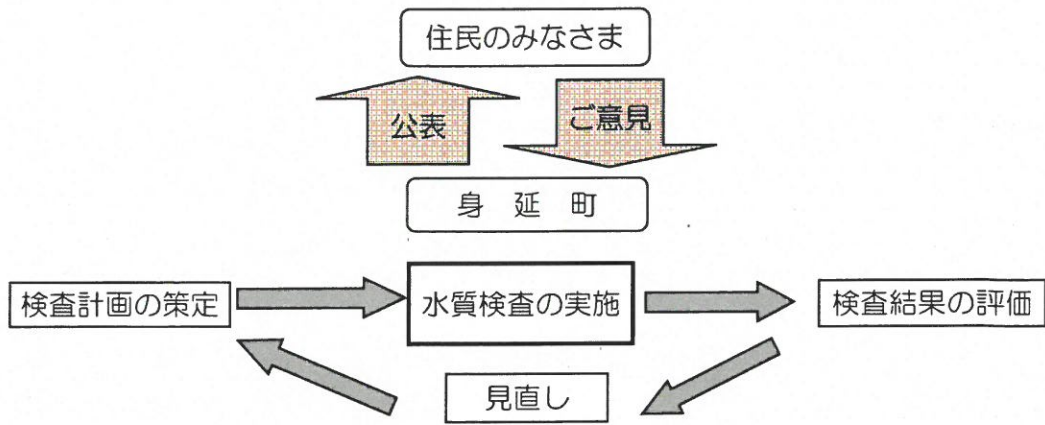 住民のみなさま
公表
ご意見
身 延 町
検査計画の策定
水質検査の実施
検査結果の評価
見直し